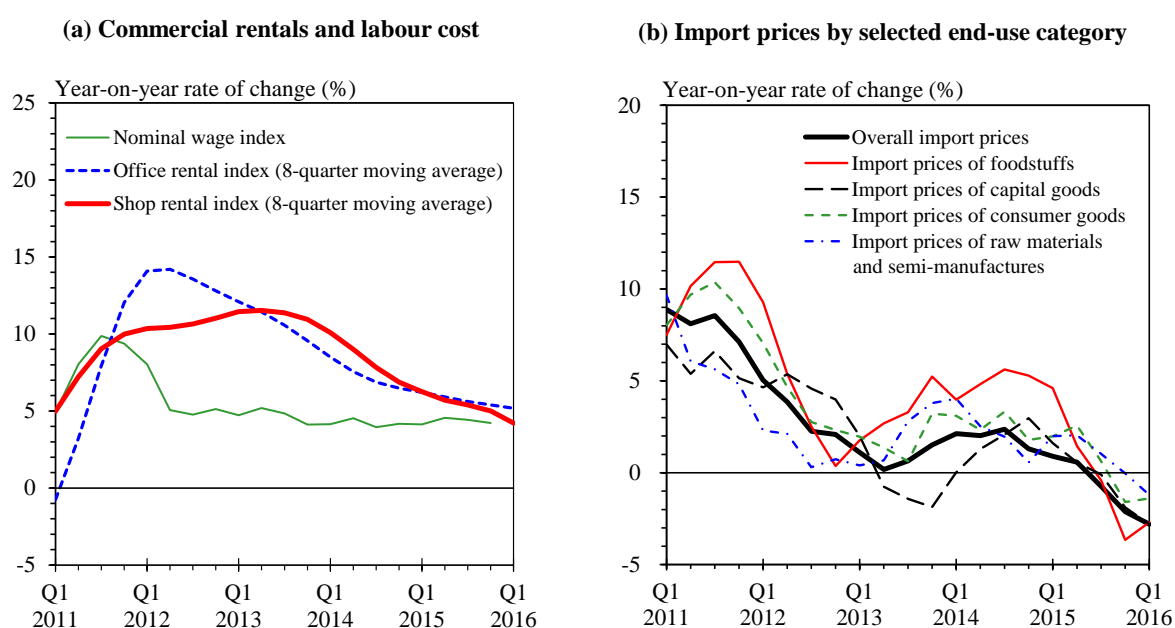 (a) Commercial rentals and labour cost
Year-on-year rate of change (%)
25
20
15
10
5
0
-5
Nominal wage index
Office rental index (8-quarter moving average)
Shop rental index (8-quarter moving average)
Q1 Q1 Q1 Q1 Q1 Q1
2011 2012 2013 2014 2015 2016
(b) Import prices by selected end-use category
Year-on-year rate of change (%)
20
15
10
5
0
-5
Overall import prices
Import prices of foodstuffs
Import prices of capital goods
Import prices of consumer goods
Import prices of raw materials
and semi-manufactures
Q1 Q1 Q1 Q1 Q1 Q1
2011 2012 2013 2014 2015 2016